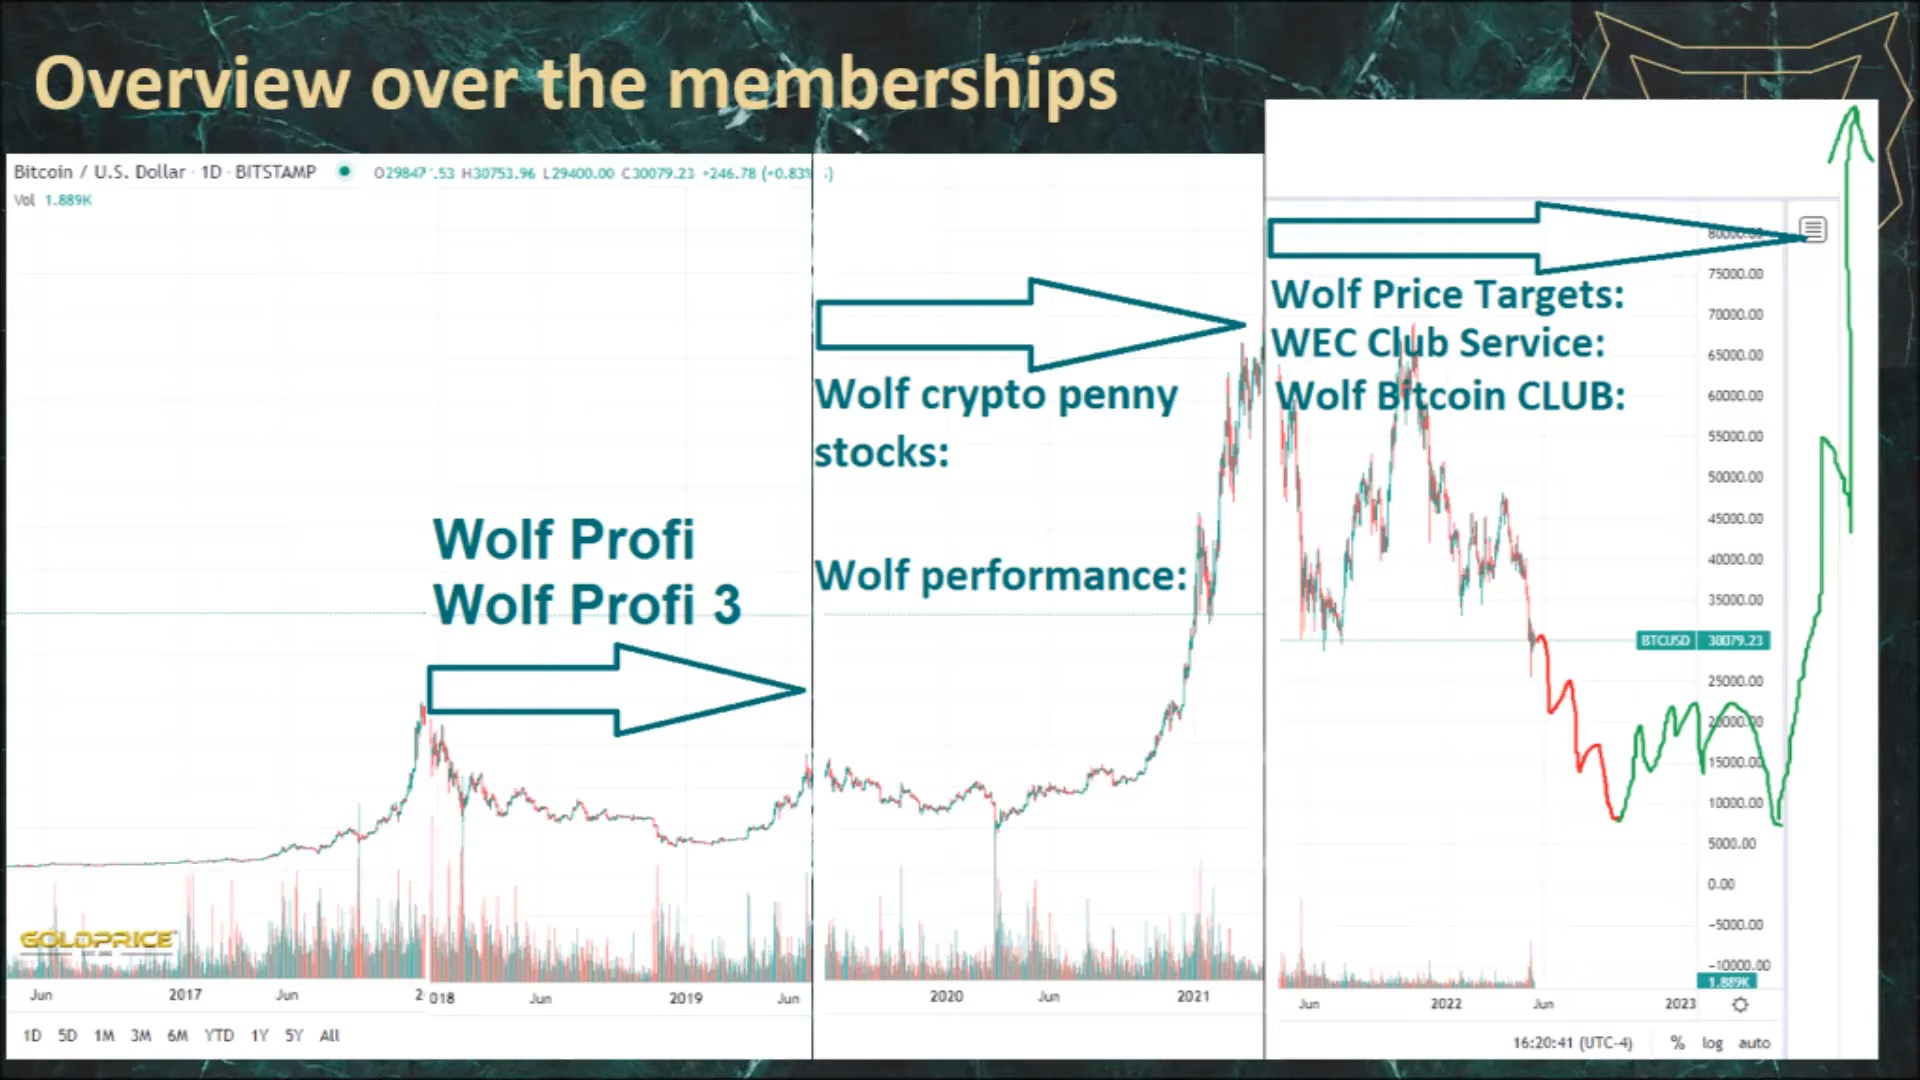 Overview over the memberships
Bitcoin / U.S. Dollar · 1D · BITSTAMP
H30753.96 L29400.00 C30079.23 +246.78
Vol 1.889K
Wolf Profi
Wolf Profi 3
Wolf crypto penny
stocks:
Wolf performance:
Wolf Price Targets:
WEC Club Service:
Wolf Bitcoin CLUB:
80000.00
75000.00
70000.00
65000.00
60000.00
55000.00
50000.00
45000.00
40000.00
35000.00
BTCUSD 30079.23
25000.00
20000.00
15000.00
10000.00
5000.00
0.00
-5000.00
-10000.00
1.889K
GOLDPRICE
Jun 2017 Jun 2018 Jun 2019 Jun
2020 Jun 2021
Jun 2022 Jun 2023
1D 5D 1M 3M 6M YTD 1Y 5Y All
16:20:41 (UTC-4) % log auto